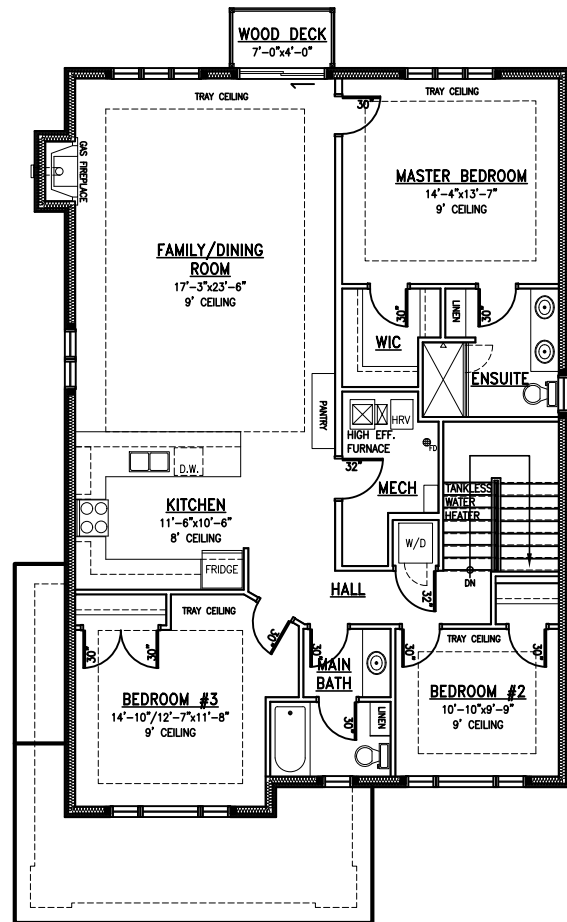 WOOD DECK
7'-0"x4'-0"
TRAY CEILING
TRAY CEILING
30"
GAS FIREPLACE
MASTER BEDROOM
14'-4"x13'-7"
9' CEILING
FAMILY/DINING
ROOM
17'-3"x23'-6"
9' CEILING
30"
LINEN
30"
WIC
ENSUITE
PANTRY
HRV
HIGH EFF.
FURNACE
FD
32"
D.W.
MECH
TANKLESS
WATER
HEATER
KITCHEN
11'-6"x10'-6"
8' CEILING
W/D
FRIDGE
DN
HALL
32"
TRAY CEILING
30"
TRAY CEILING
30"
30"
30"
30"
30"
MAIN
BATH
BEDROOM #3
14'-10"/12'-7"x11'-8"
9' CEILING
BEDROOM #2
10'-10"x9'-9"
9' CEILING
30"
LINEN